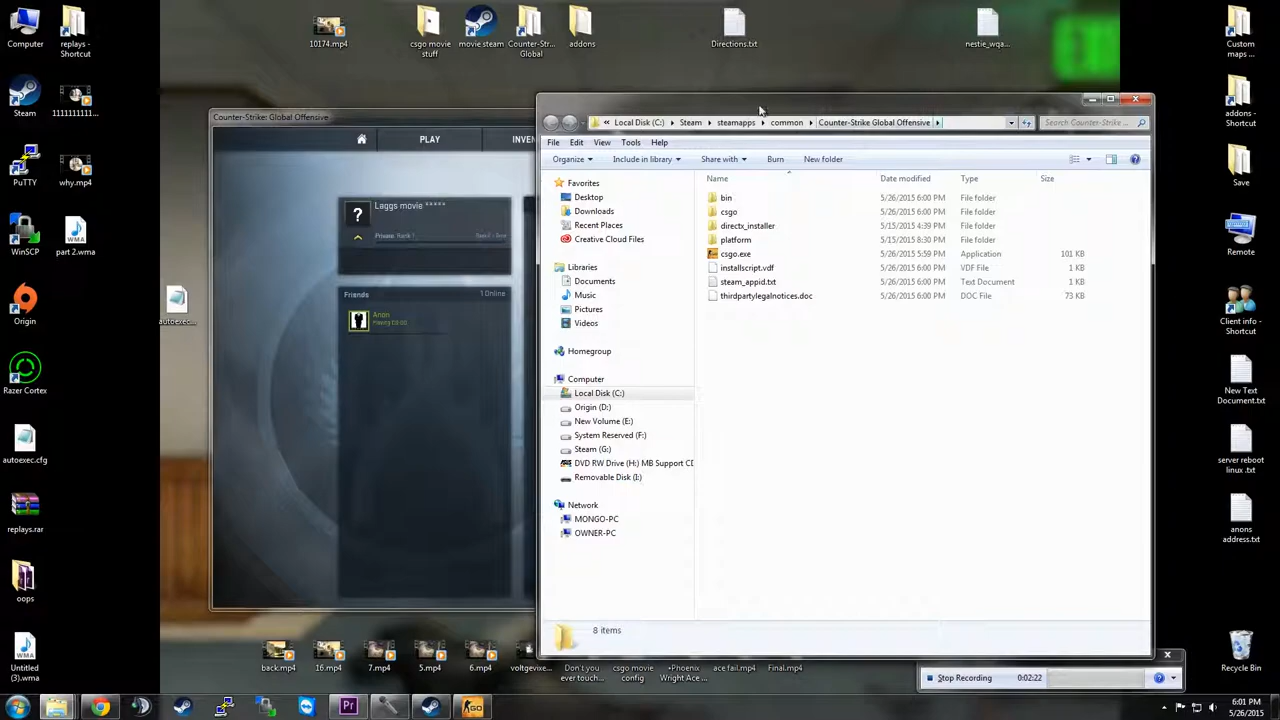 Computer
replays -
Shortcut
10174.mp4
csgo movie
stuff
movie.steam
Counter-Str...
Global
addons
Directions.txt
nestie_wqa...
Custom
maps ...
Steam
1111111111...
addons -
Shortcut
Counter-Strike: Global Offensive
PLAY
INVEN
« Local Disk (C:) ▸ Steam ▸ steamapps ▸ common ▸ Counter-Strike Global Offensive ▸
Search Counter-Strike ...
File Edit View Tools Help
Organize Include in library Share with Burn New folder
Name Date modified Type Size
Favorites
Desktop
Downloads
Recent Places
Creative Cloud Files
Libraries
Documents
Music
Pictures
Videos
Homegroup
Computer
Local Disk (C:)
Origin (D:)
New Volume (E:)
System Reserved (F:)
Steam (G:)
DVD RW Drive (H:) MB Support CD
Removable Disk (I:)
Network
MONGO-PC
OWNER-PC
bin 5/26/2015 6:00 PM File folder
csgo 5/26/2015 6:00 PM File folder
directx_installer 5/15/2015 4:39 PM File folder
platform 5/15/2015 8:30 PM File folder
csgo.exe 5/26/2015 5:59 PM Application 101 KB
installscript.vdf 5/26/2015 6:00 PM VDF File 1 KB
steam_appid.txt 5/26/2015 6:00 PM Text Document 1 KB
thirdpartylegalnotices.doc 5/26/2015 6:00 PM DOC File 73 KB
8 items
?
Laggs movie *****
Private Rank 1
Friends 1 Online
Anon
Playing CS:GO
PuTTY
why.mp4
Save
WinSCP
part 2.wma
Remote
Origin
autoexec...
Client info -
Shortcut
Razer Cortex
New Text
Document.txt
autoexec.cfg
server reboot
linux .txt
replays.rar
anons
address.txt
oops
Untitled
(3).wma
back.mp4
16.mp4
7.mp4
5.mp4
6.mp4
voltgevixe...
Don't you
ever touch...
csgo movie
config
•Phoenix
Wright Ace ...
ace fail.mp4
Final.mp4
Recycle Bin
Stop Recording 0:02:22
Pr
GO
6:01 PM
5/26/2015